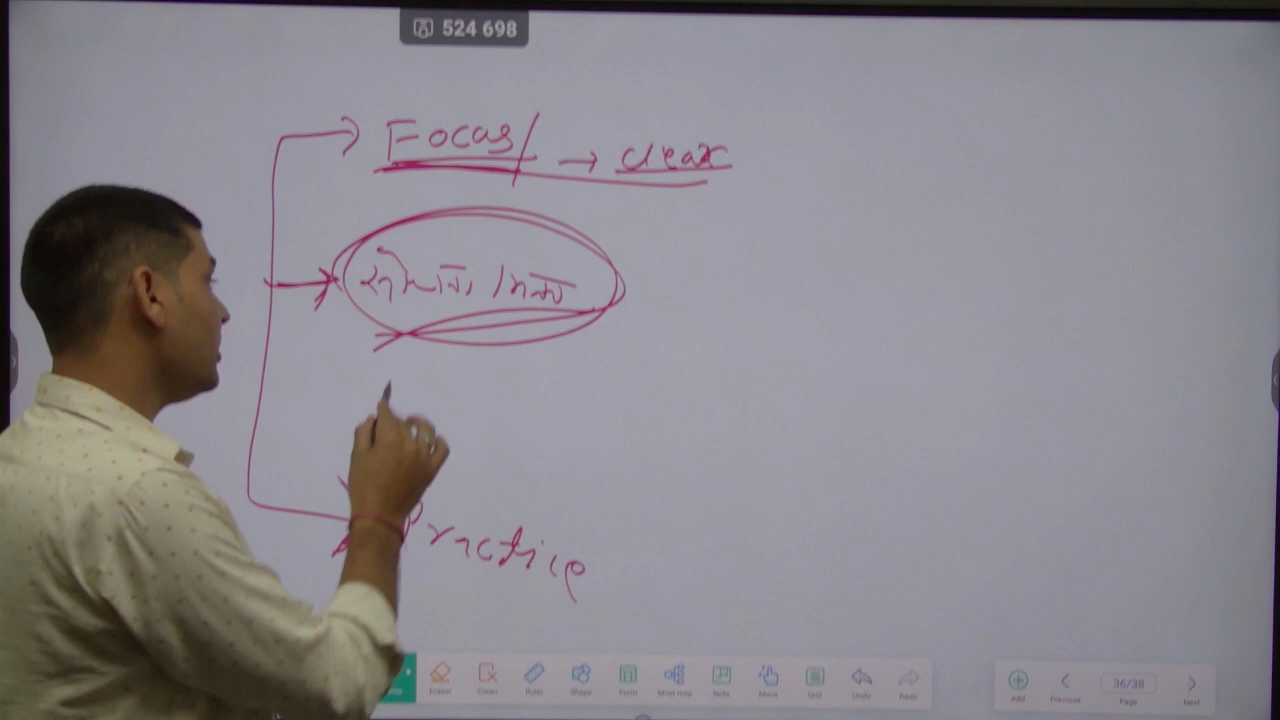 524 698
Focus/ → clear
Practice
Eraser Clean Ruler Shape Form Mind map Note Move Grid Undo Redo
Add Previous 36/38 Page Next